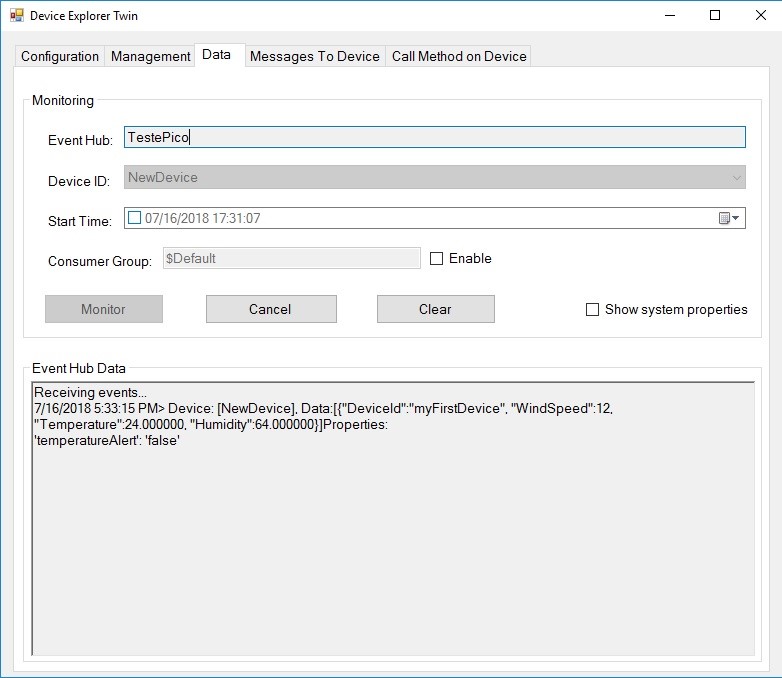 Device Explorer Twin
Configuration Management Data Messages To Device Call Method on Device
Monitoring
Event Hub: TestePico
Device ID: NewDevice
Start Time: 07/16/2018 17:31:07
Consumer Group: $Default Enable
Monitor Cancel Clear Show system properties
Event Hub Data
Receiving events...
7/16/2018 5:33:15 PM> Device: [NewDevice], Data:[{"DeviceId":"myFirstDevice", "WindSpeed":12,
"Temperature":24.000000, "Humidity":64.000000}]Properties:
'temperatureAlert': 'false'